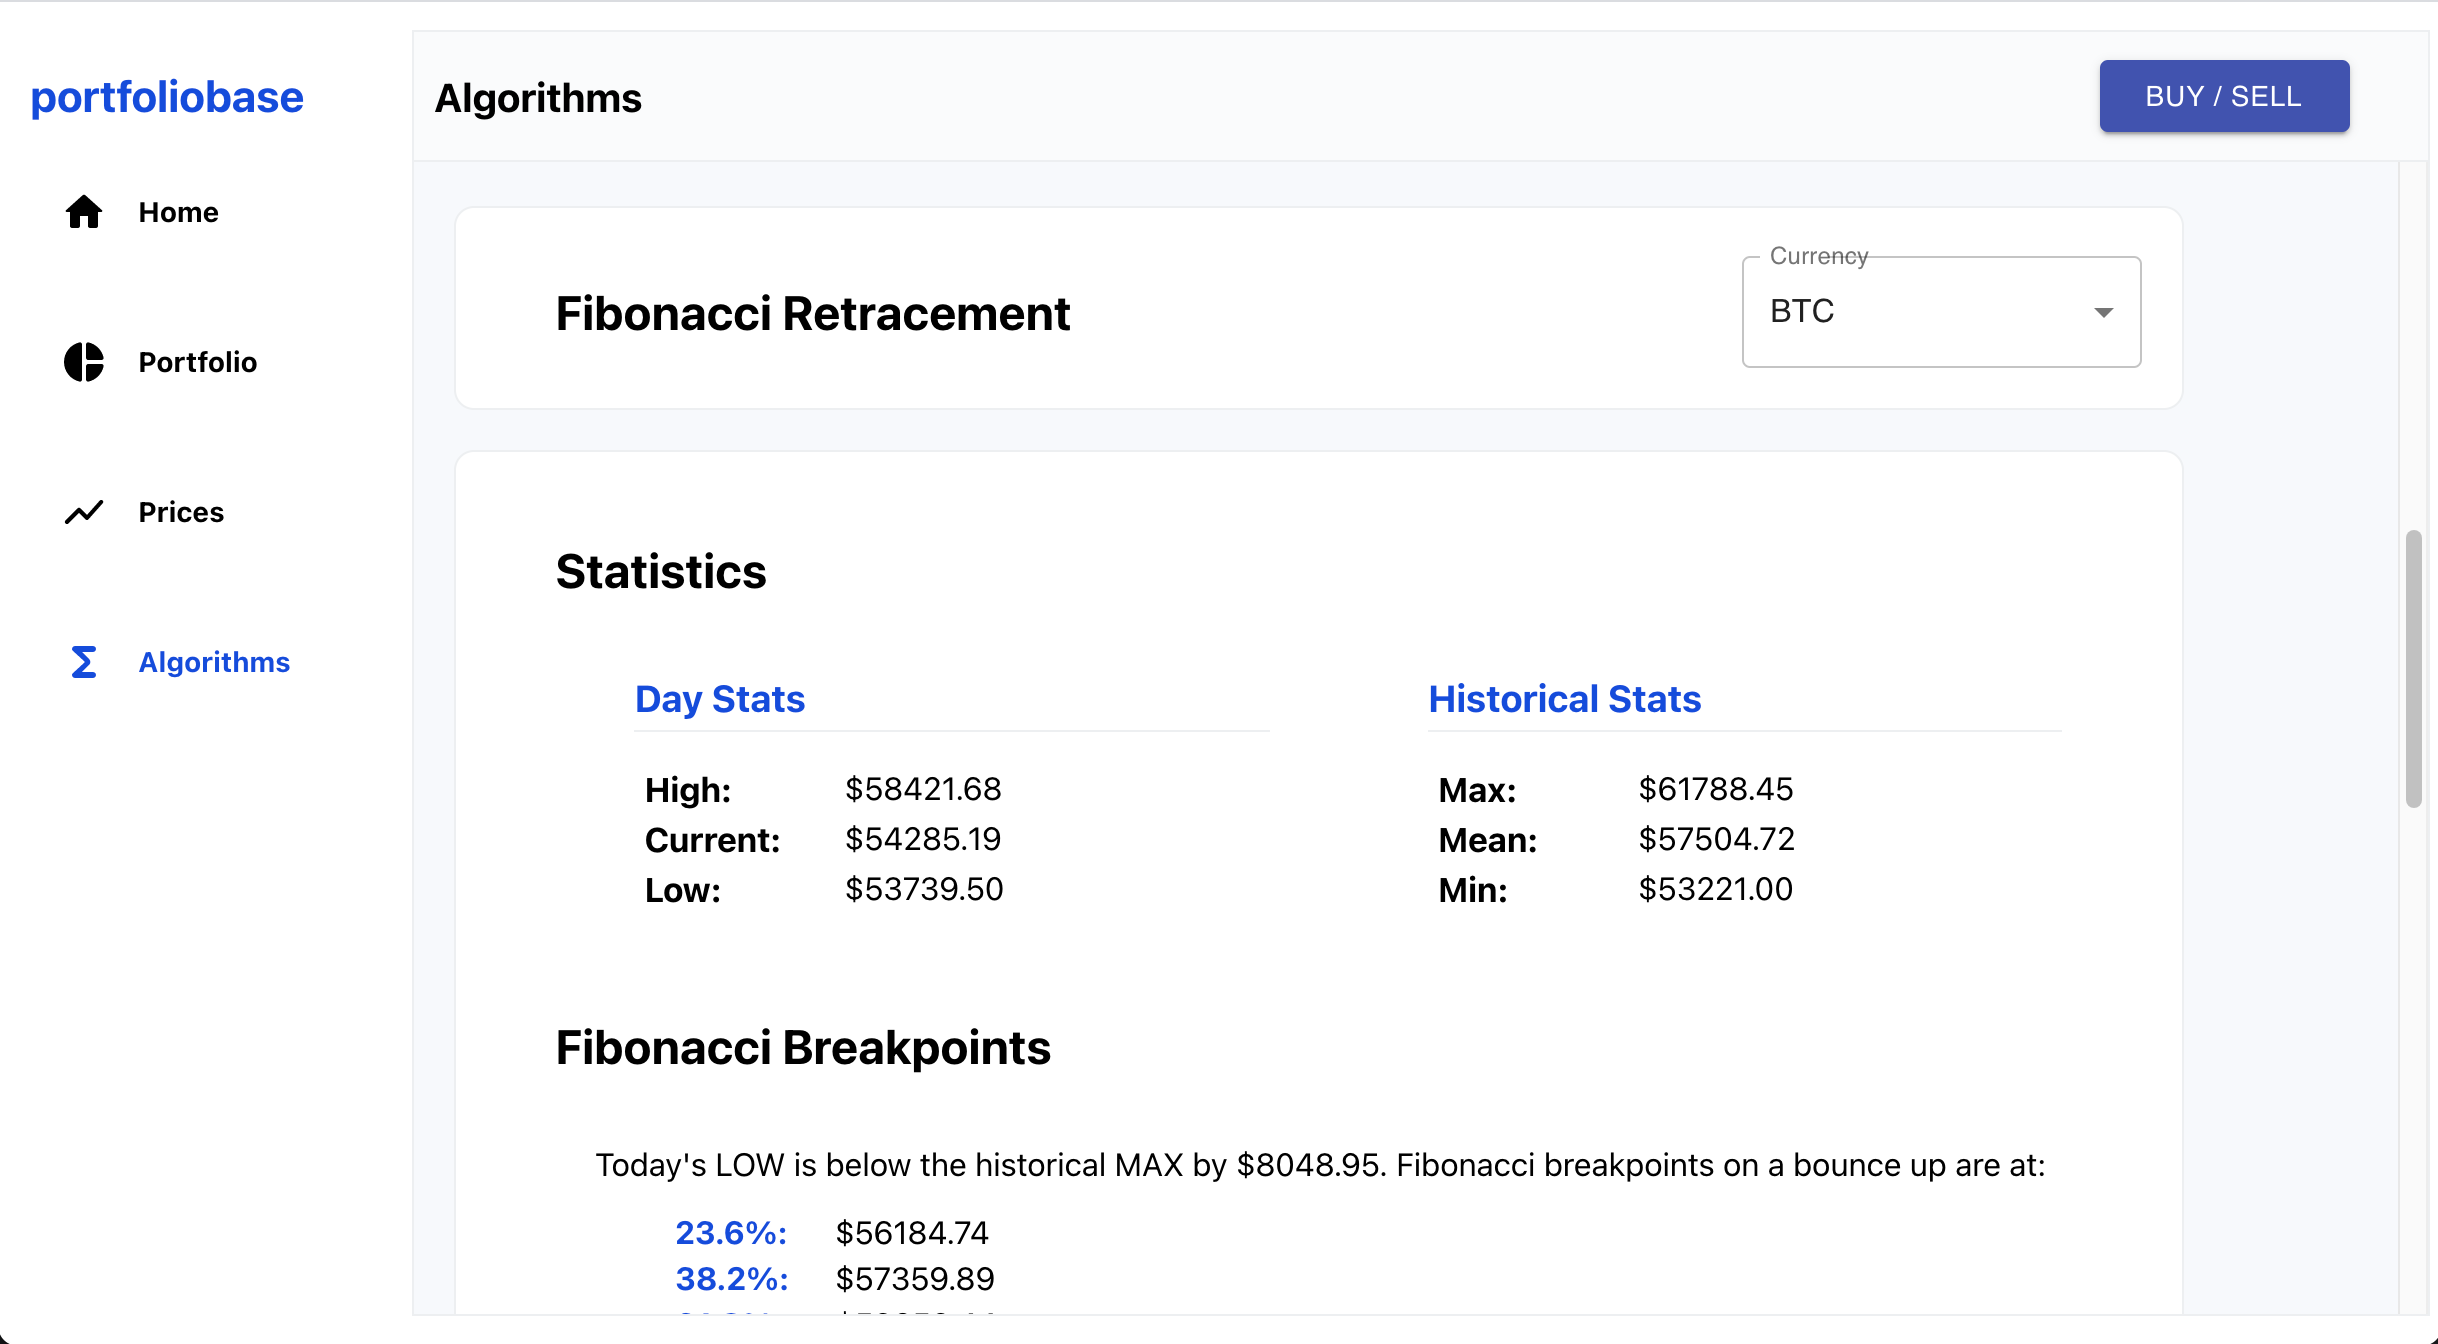 portfoliobase
Algorithms
BUY / SELL
Home
Portfolio
Prices
Algorithms
Fibonacci Retracement
Currency
BTC
Statistics
Day Stats
High: $58421.68
Current: $54285.19
Low: $53739.50
Historical Stats
Max: $61788.45
Mean: $57504.72
Min: $53221.00
Fibonacci Breakpoints
Today's LOW is below the historical MAX by $8048.95. Fibonacci breakpoints on a bounce up are at:
23.6%: $56184.74
38.2%: $57359.89